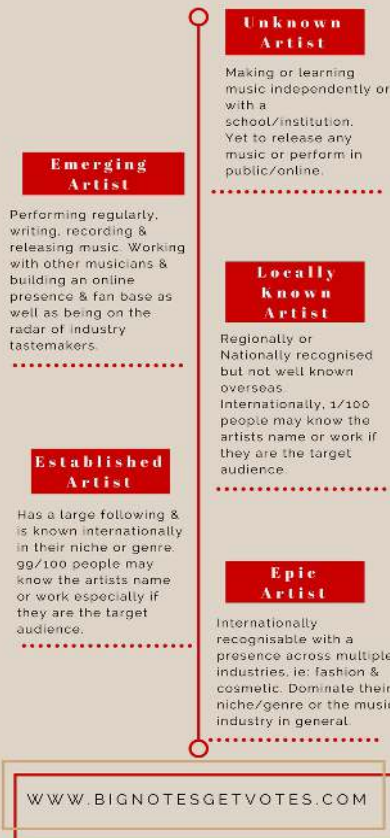 Unknown
Artist
Making or learning
music independently or
with a
school/institution.
Yet to release any
music or perform in
public/online.
Emerging
Artist
Performing regularly,
writing, recording &
releasing music. Working
with other musicians &
building an online
presence & fan base as
well as being on the
radar of industry
tastemakers.
Locally
Known
Artist
Regionally or
Nationally recognised
but not well known
overseas.
Internationally, 1/100
people may know the
artists name or work if
they are the target
audience.
Established
Artist
Has a large following &
is known internationally
in their niche or genre.
99/100 people may
know the artists name
or work especially if
they are the target
audience.
Epic
Artist
Internationally
recognisable with a
presence across multiple
industries, ie: fashion &
cosmetic. Dominate their
niche/genre or the music
industry in general.
WWW.BIGNOTESGETVOTES.COM